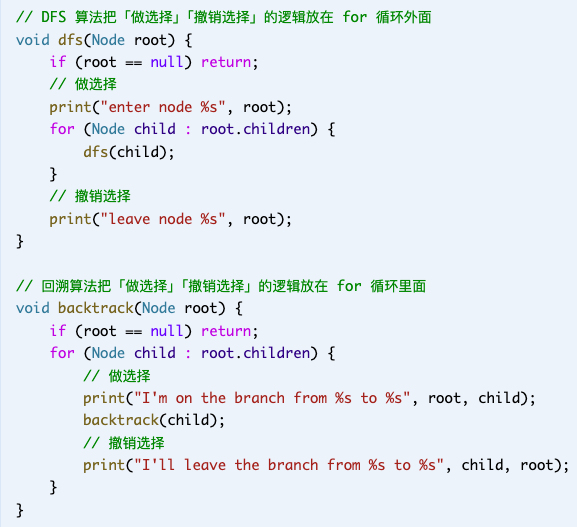 // DFS 算法把「做选择」「撤销选择」的逻辑放在 for 循环外面
void dfs(Node root) {
    if (root == null) return;
    // 做选择
    print("enter node %s", root);
    for (Node child : root.children) {
        dfs(child);
    }
    // 撤销选择
    print("leave node %s", root);
}

// 回溯算法把「做选择」「撤销选择」的逻辑放在 for 循环里面
void backtrack(Node root) {
    if (root == null) return;
    for (Node child : root.children) {
        // 做选择
        print("I'm on the branch from %s to %s", root, child);
        backtrack(child);
        // 撤销选择
        print("I'll leave the branch from %s to %s", child, root);
    }
}